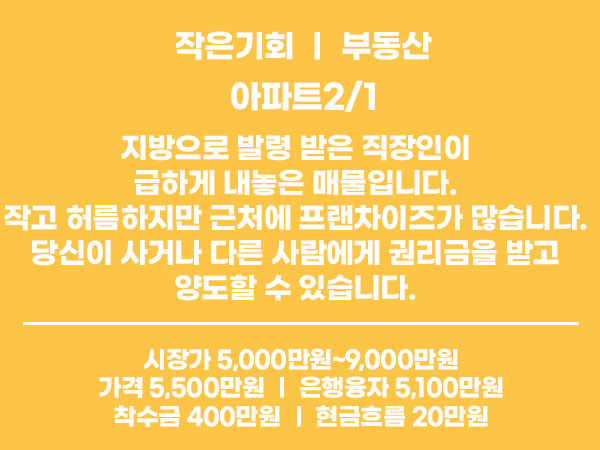 작은기회 | 부동산
아파트2/1
지방으로 발령 받은 직장인이
급하게 내놓은 매물입니다.
작고 허름하지만 근처에 프랜차이즈가 많습니다.
당신이 사거나 다른 사람에게 권리금을 받고
양도할 수 있습니다.
시장가 5,000만원~9,000만원
가격 5,500만원 | 은행융자 5,100만원
착수금 400만원 | 현금흐름 20만원